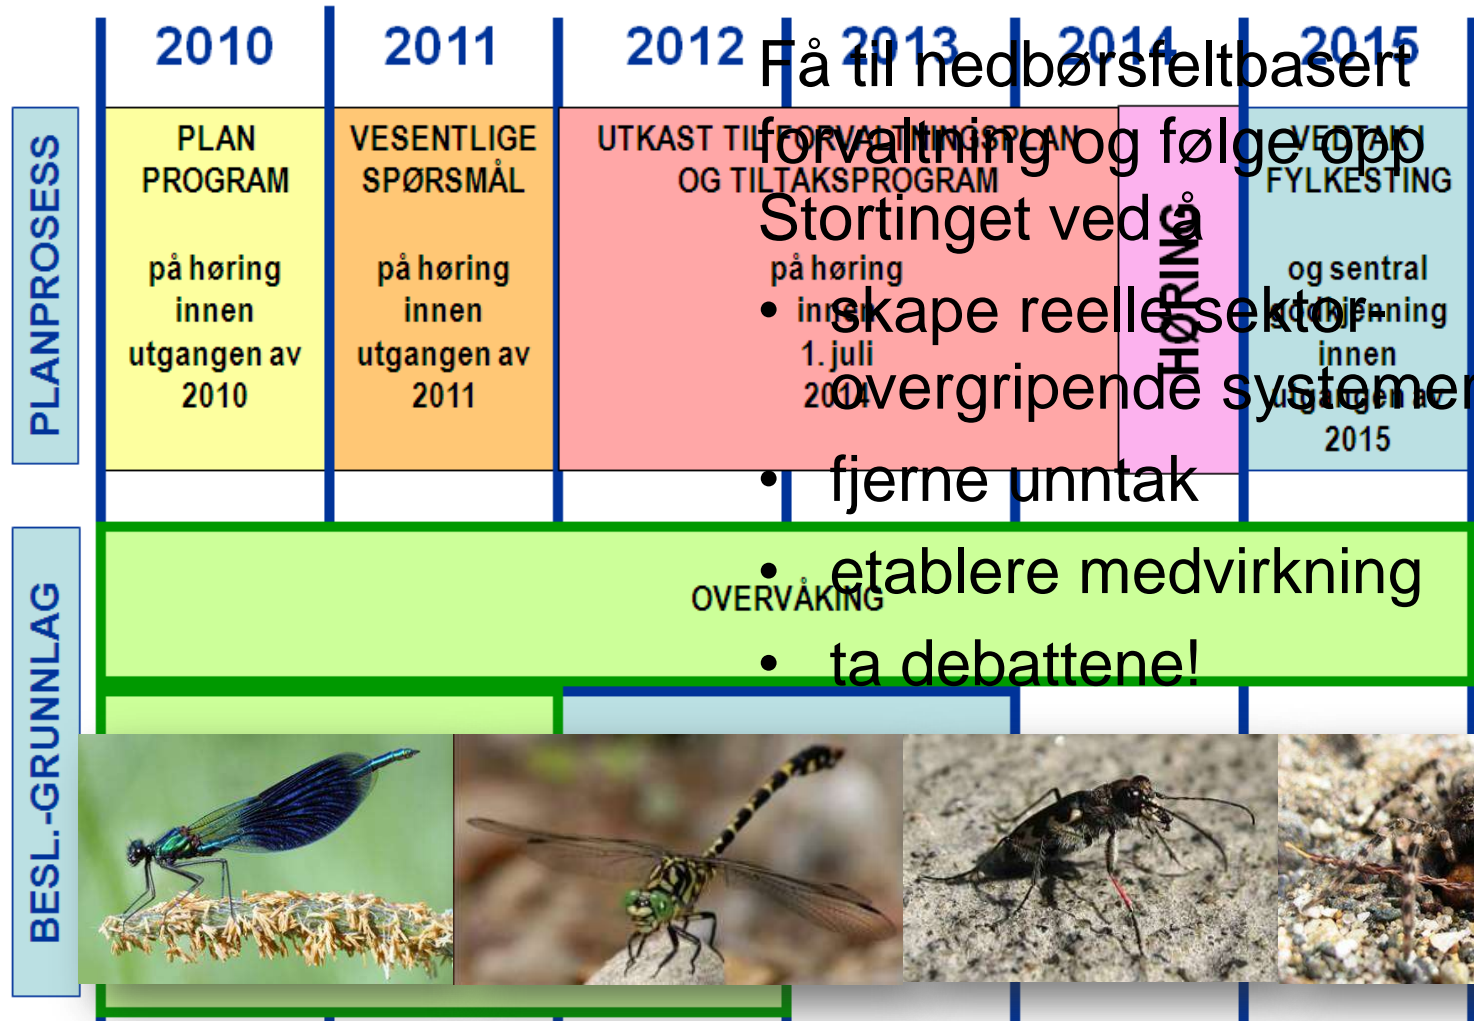 2010 2011 2012 2013 2014 2015
PLANPROSESS
PLAN
PROGRAM
på høring
innen
utgangen av
2010
VESENTLIGE
SPØRSMÅL
på høring
innen
utgangen av
2011
UTKAST TIL FORVALTNINGSPLAN
OG TILTAKSPROGRAM
på høring
innen
1. juli
2014
HØRING
VEDTAK I
FYLKESTING
og sentral
godkjenning
innen
utgangen av
2015
Få til nedbørsfeltbasert
forvaltning og følge opp
Stortinget ved å
• skape reelle sektor-
overgripende systemer
• fjerne unntak
• etablere medvirkning
• ta debattene!
BESL.-GRUNNLAG
OVERVÅKING